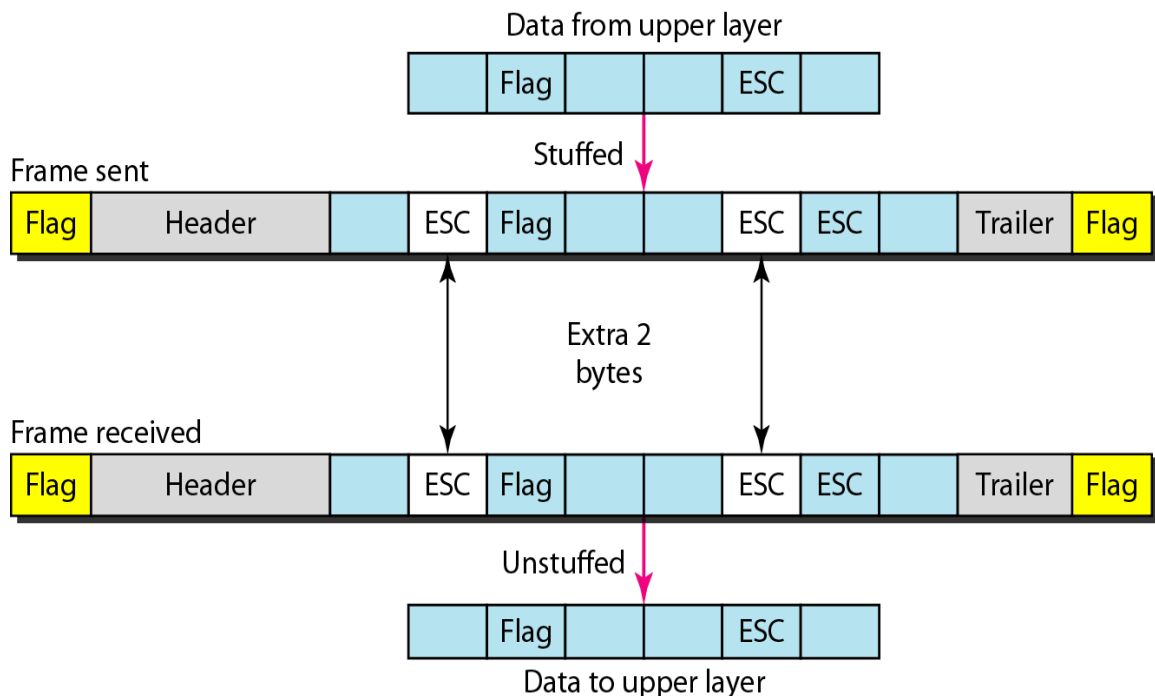 Data from upper layer
Flag ESC
Stuffed
Frame sent
Flag Header ESC Flag ESC ESC Trailer Flag
Extra 2
bytes
Frame received
Flag Header ESC Flag ESC ESC Trailer Flag
Unstuffed
Flag ESC
Data to upper layer